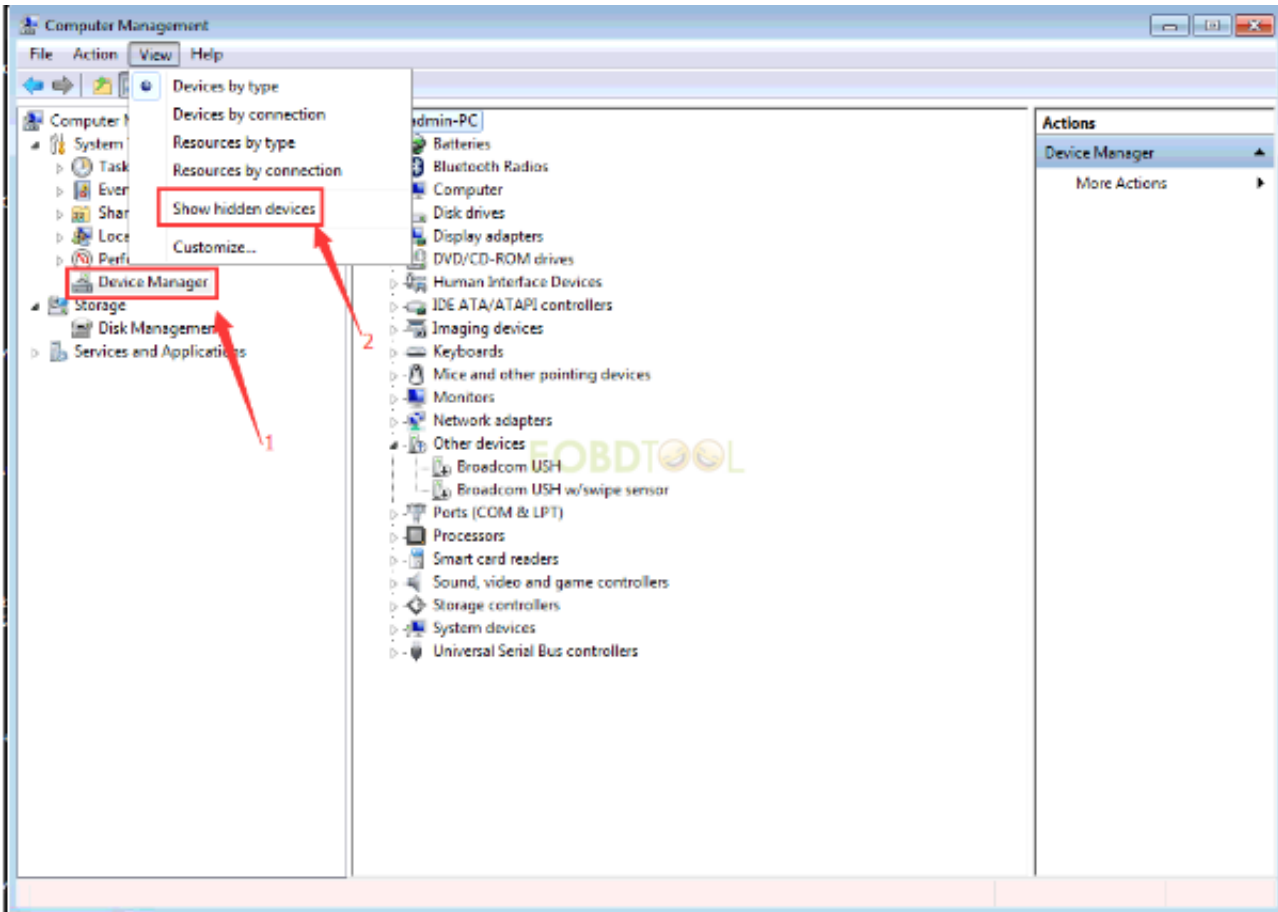 Computer Management
File Action View Help
Devices by type
Devices by connection
Resources by type
Resources by connection
Show hidden devices
Customize...
Computer M
System
Task
Even
Shar
Loca
Perfo
Device Manager
Storage
Disk Management
Services and Applications
1
2
admin-PC
Batteries
Bluetooth Radios
Computer
Disk drives
Display adapters
DVD/CD-ROM drives
Human Interface Devices
IDE ATA/ATAPI controllers
Imaging devices
Keyboards
Mice and other pointing devices
Monitors
Network adapters
Other devices
Broadcom USH
Broadcom USH w/swipe sensor
Ports (COM & LPT)
Processors
Smart card readers
Sound, video and game controllers
Storage controllers
System devices
Universal Serial Bus controllers
EOBDTOOL
Actions
Device Manager
More Actions